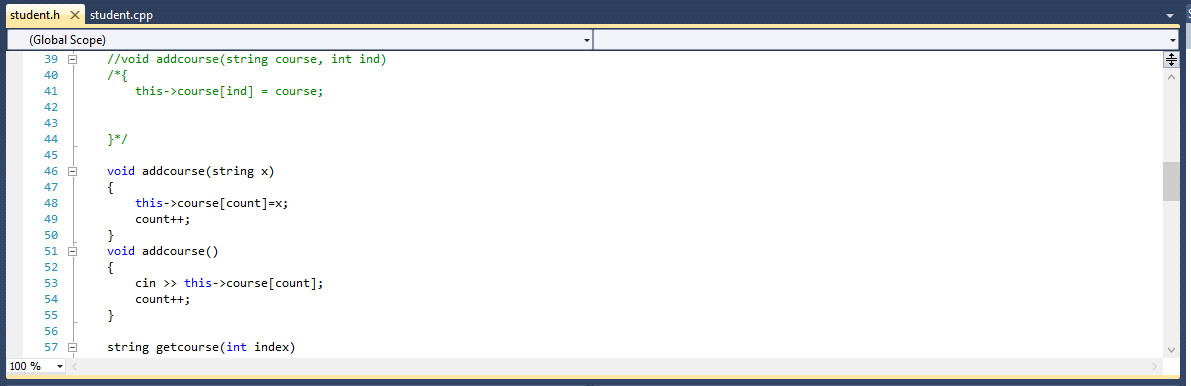 student.h student.cpp
(Global Scope)
39 //void addcourse(string course, int ind)
40 /*{
41 this->course[ind] = course;
42
43
44 }*/
45
46 void addcourse(string x)
47 {
48 this->course[count]=x;
49 count++;
50 }
51 void addcourse()
52 {
53 cin >> this->course[count];
54 count++;
55 }
56
57 string getcourse(int index)
100 %